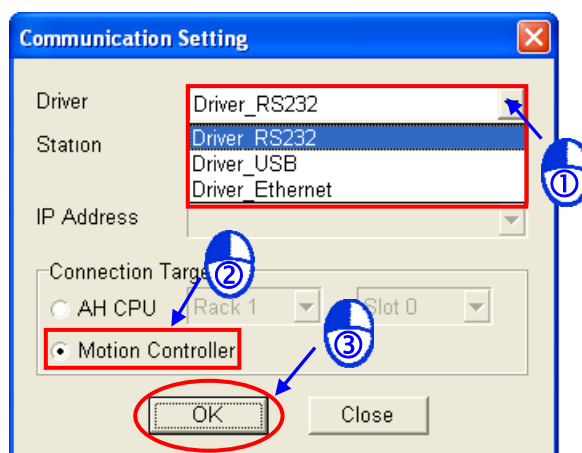 Communication Setting
Driver
Driver_RS232
Driver_RS232
Driver_USB
Driver_Ethernet
Station
①
IP Address
Connection Target
②
AH CPU
Rack 1
Slot 0
Motion Controller
③
OK
Close